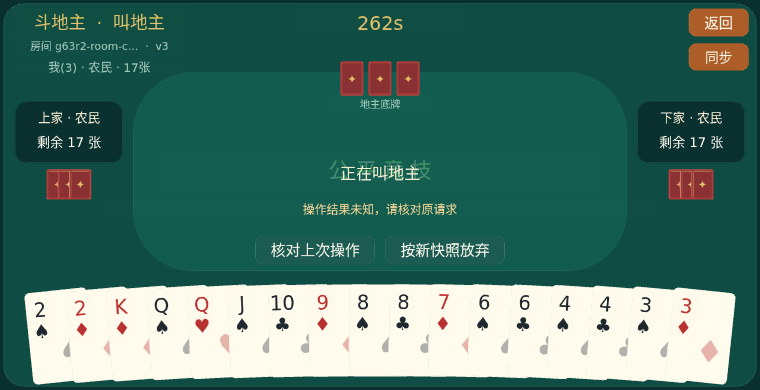 斗地主 · 叫地主
262s
返回
房间 g63r2-room-c... · v3
同步
我(3) · 农民 · 17张
地主底牌
上家 · 农民
剩余 17 张
下家 · 农民
剩余 17 张
公平竞技
正在叫地主
操作结果未知，请核对原请求
核对上次操作
按新快照放弃
2 2 K Q Q J 10 9 8 8 7 6 6 4 4 3 3